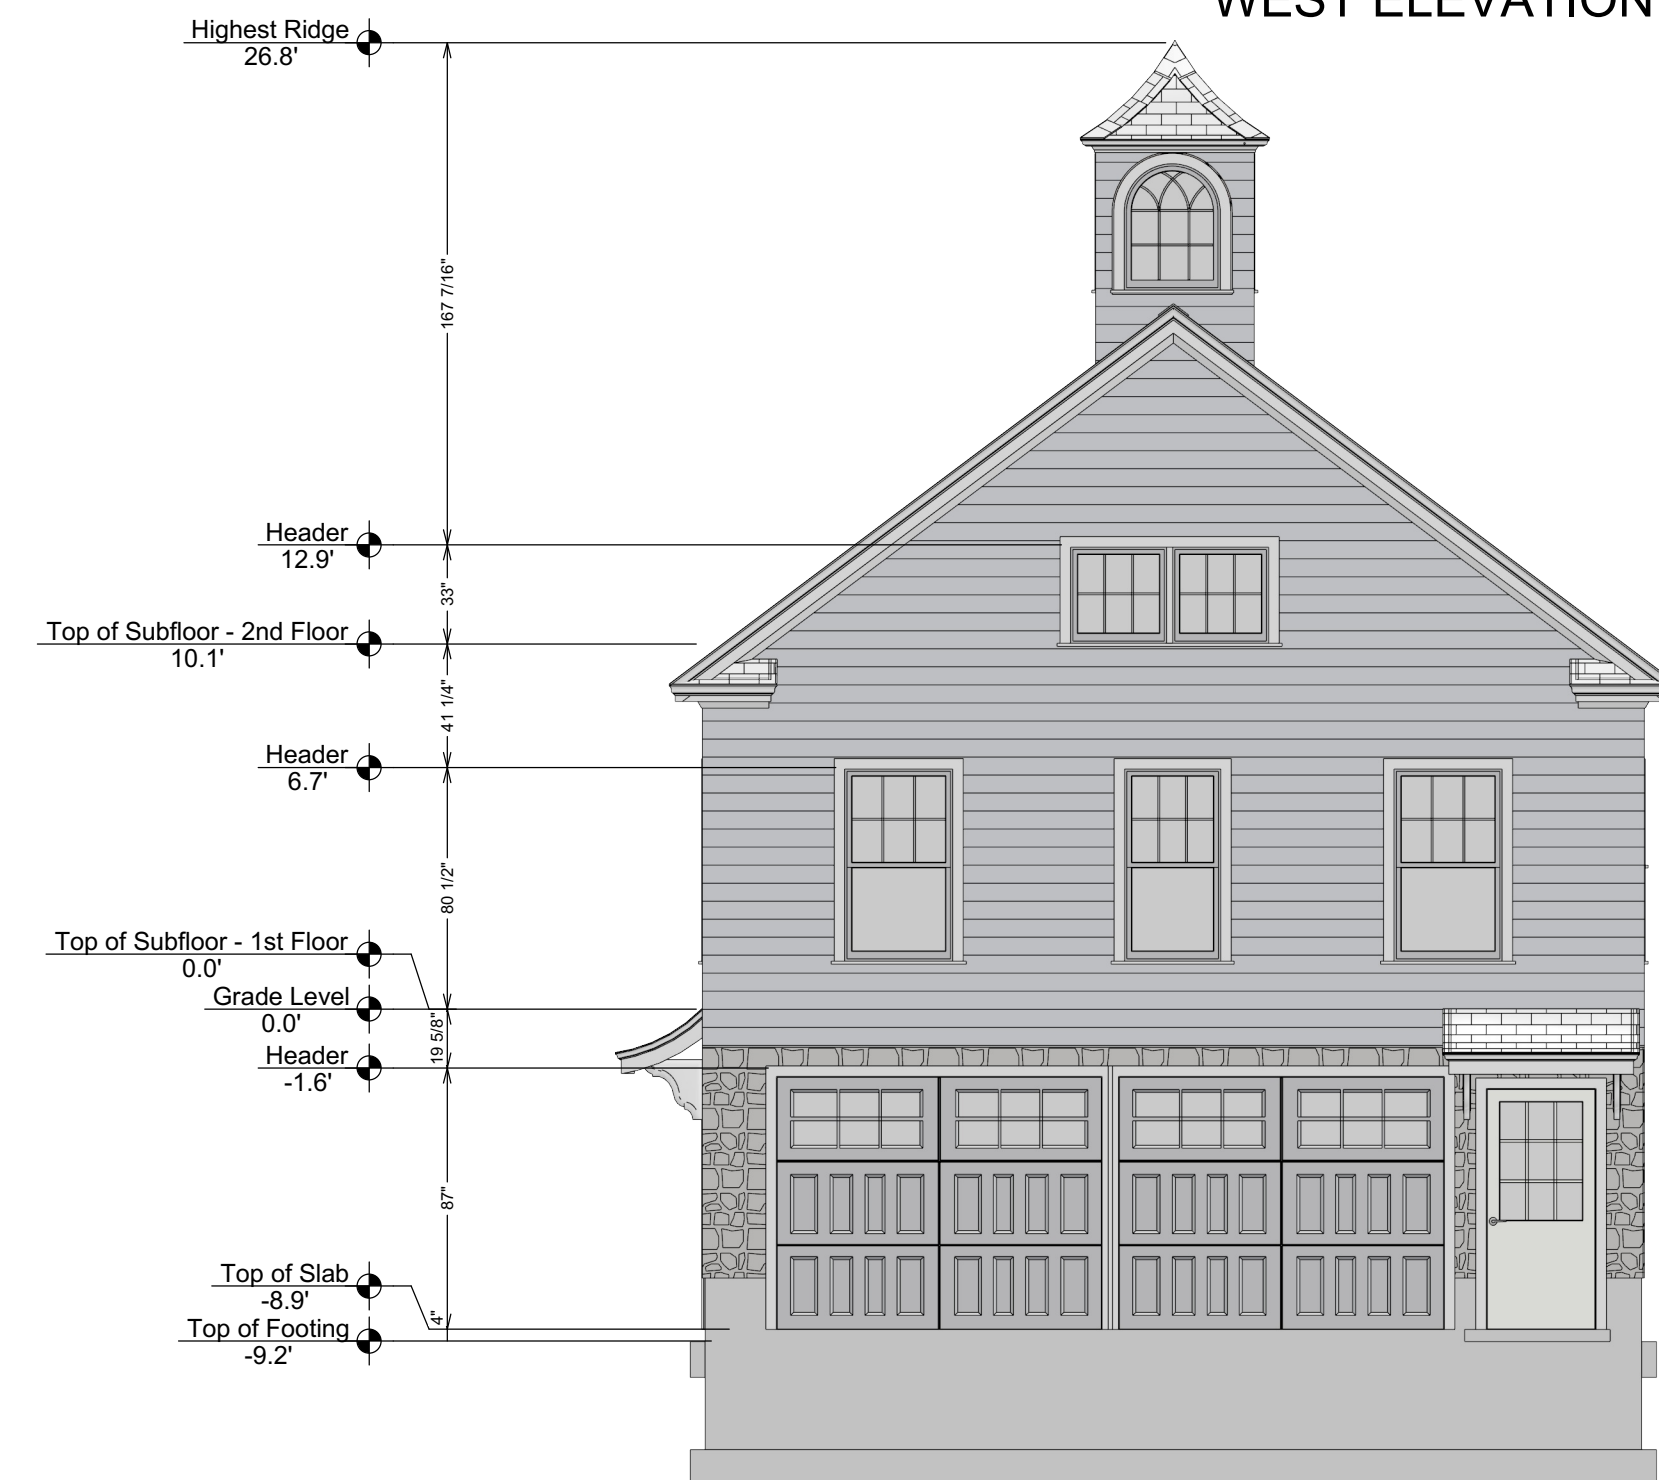 WEST ELEVATION
Highest Ridge
26.8'
167 7/16"
Header
12.9'
33"
Top of Subfloor - 2nd Floor
10.1'
41 1/4"
Header
6.7'
80 1/2"
Top of Subfloor - 1st Floor
0.0'
Grade Level
0.0'
19 5/8"
Header
-1.6'
87"
Top of Slab
-8.9'
4"
Top of Footing
-9.2'